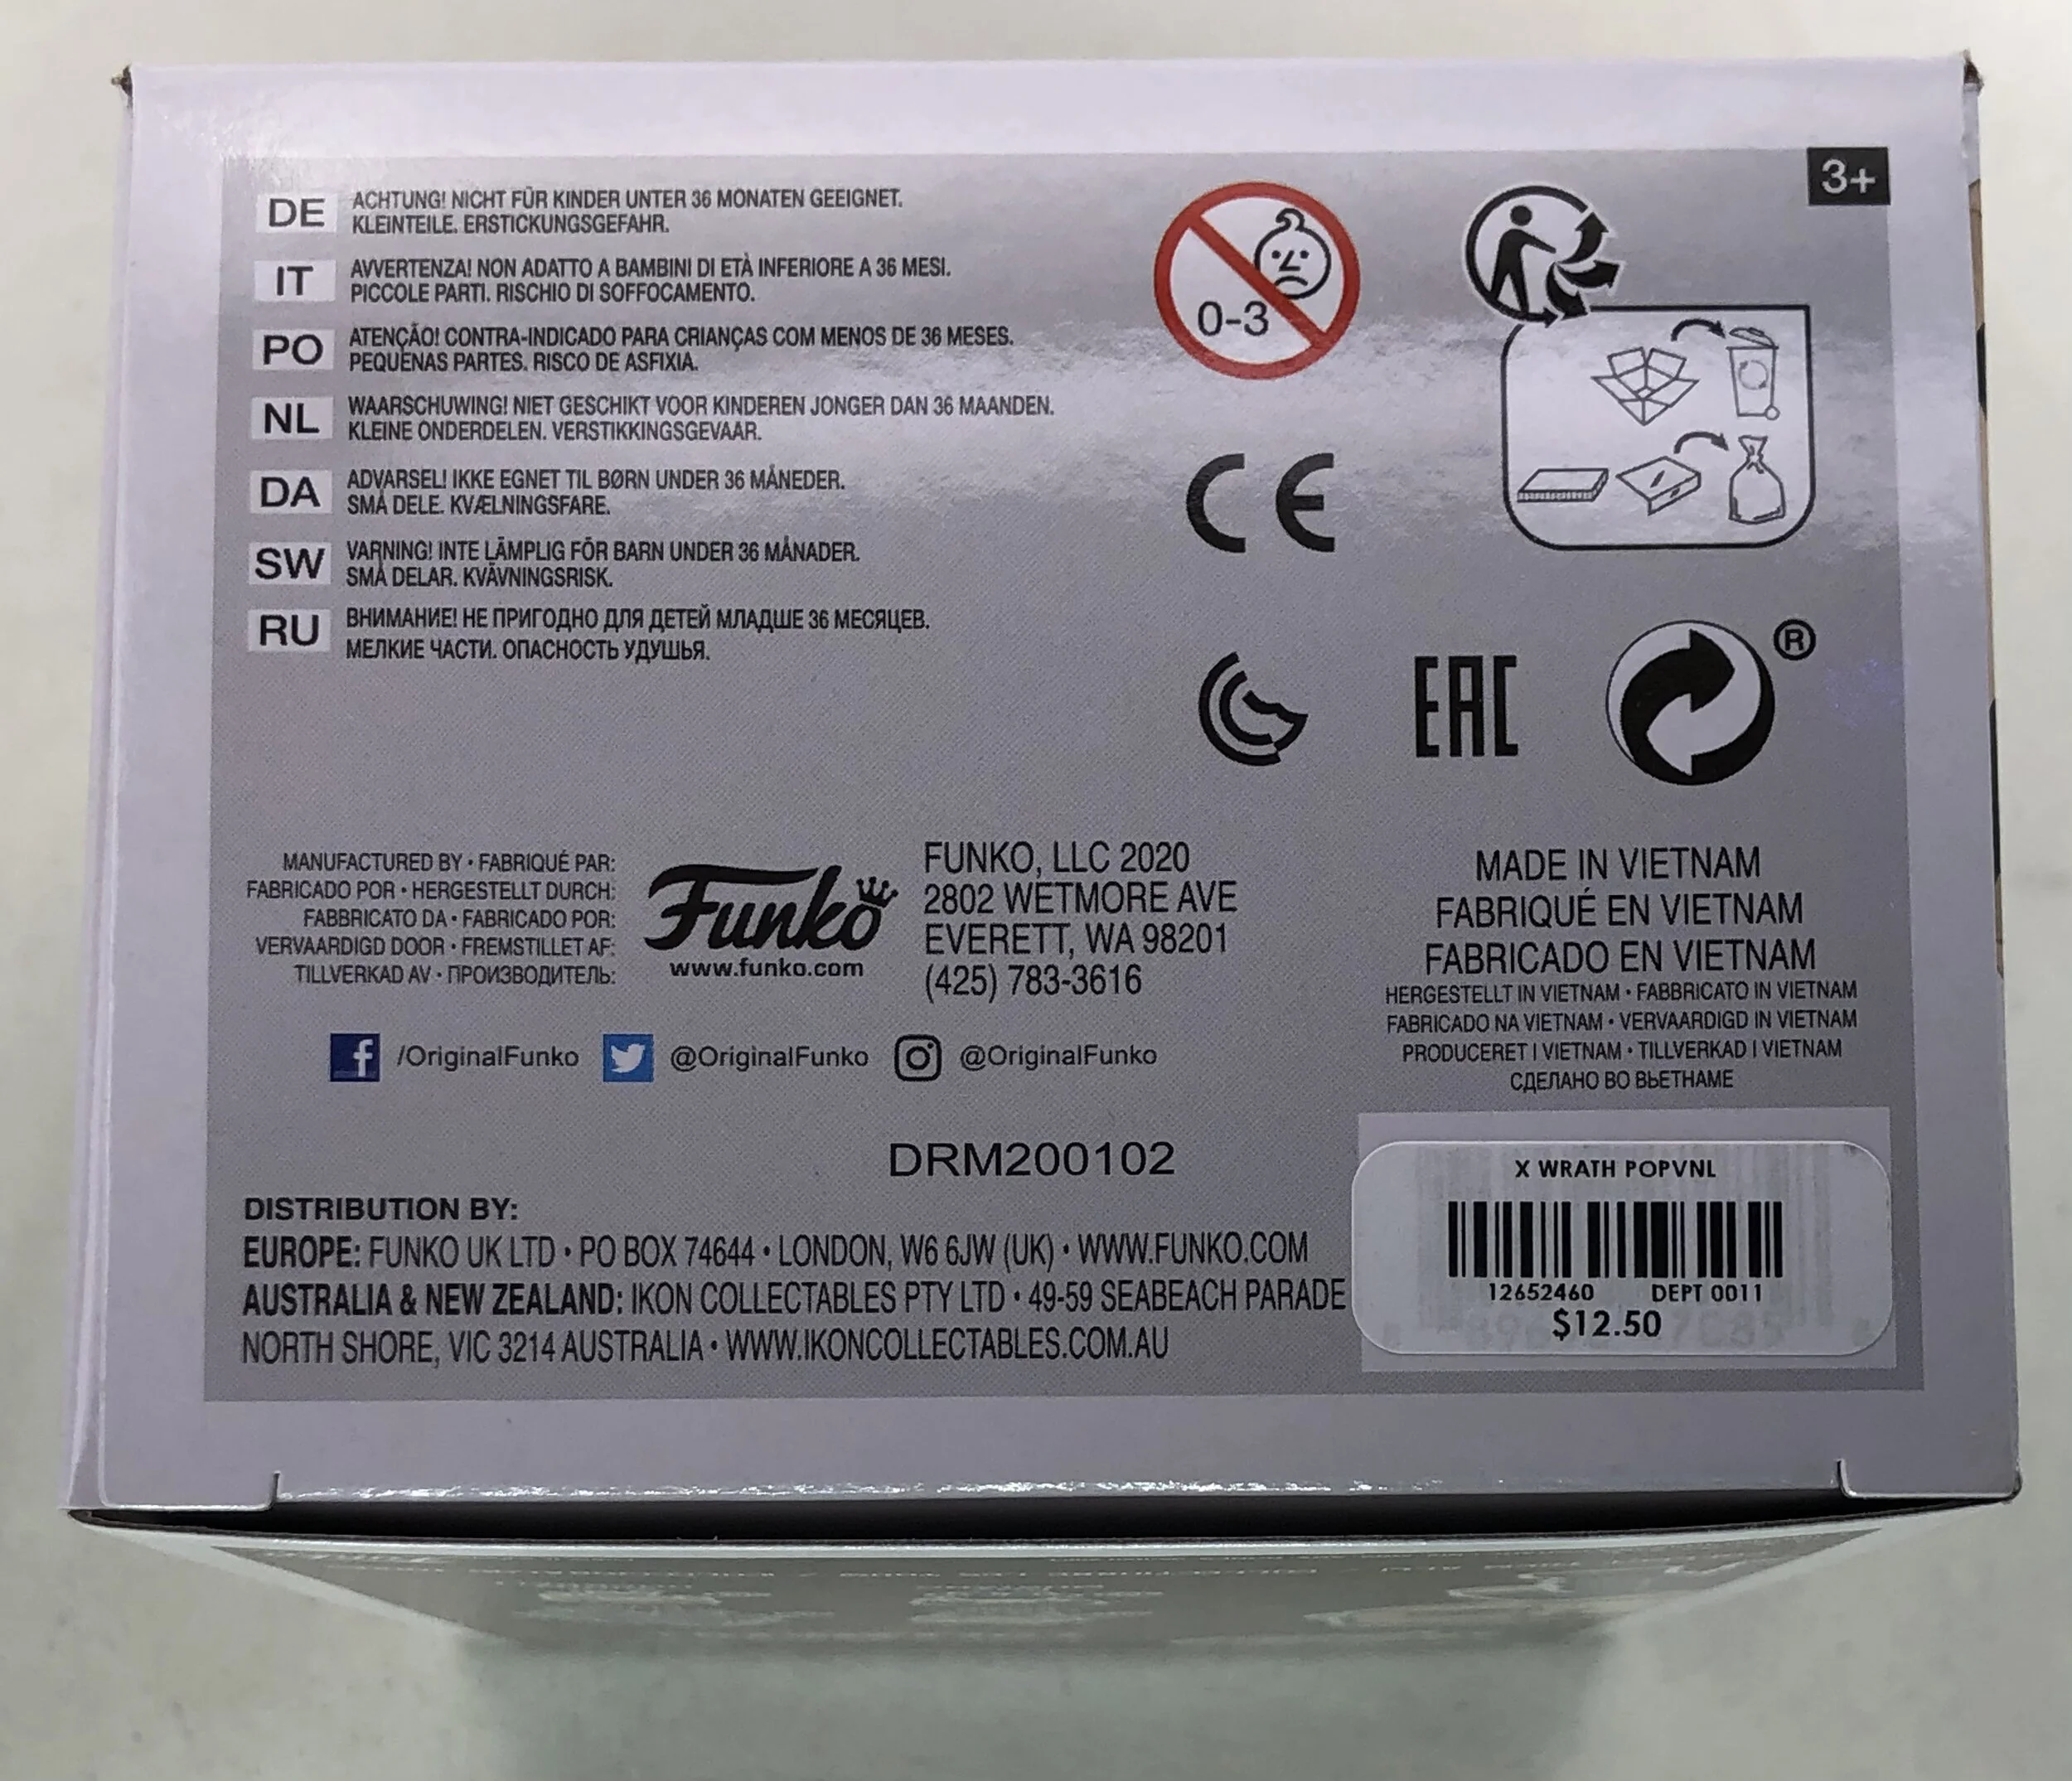 3+
DE ACHTUNG! NICHT FÜR KINDER UNTER 36 MONATEN GEEIGNET.
KLEINTEILE. ERSTICKUNGSGEFAHR.
IT AVVERTENZA! NON ADATTO A BAMBINI DI ETÀ INFERIORE A 36 MESI.
PICCOLE PARTI. RISCHIO DI SOFFOCAMENTO.
PO ATENÇÃO! CONTRA-INDICADO PARA CRIANÇAS COM MENOS DE 36 MESES.
PEQUENAS PARTES. RISCO DE ASFIXIA.
NL WAARSCHUWING! NIET GESCHIKT VOOR KINDEREN JONGER DAN 36 MAANDEN.
KLEINE ONDERDELEN. VERSTIKKINGSGEVAAR.
DA ADVARSEL! IKKE EGNET TIL BØRN UNDER 36 MÅNEDER.
SMÅ DELE. KVÆLNINGSFARE.
SW VARNING! INTE LÄMPLIG FÖR BARN UNDER 36 MÅNADER.
SMÅ DELAR. KVÄVNINGSRISK.
RU ВНИМАНИЕ! НЕ ПРИГОДНО ДЛЯ ДЕТЕЙ МЛАДШЕ 36 МЕСЯЦЕВ.
МЕЛКИЕ ЧАСТИ. ОПАСНОСТЬ УДУШЬЯ.
0-3
CE
EAC
®
MANUFACTURED BY • FABRIQUÉ PAR:
FABRICADO POR • HERGESTELLT DURCH:
FABBRICATO DA • FABRICADO POR:
VERVAARDIGD DOOR • FREMSTILLET AF:
TILLVERKAD AV • ПРОИЗВОДИТЕЛЬ:
Funko
www.funko.com
FUNKO, LLC 2020
2802 WETMORE AVE
EVERETT, WA 98201
(425) 783-3616
MADE IN VIETNAM
FABRIQUÉ EN VIETNAM
FABRICADO EN VIETNAM
HERGESTELLT IN VIETNAM • FABBRICATO IN VIETNAM
FABRICADO NA VIETNAM • VERVAARDIGD IN VIETNAM
PRODUCERET I VIETNAM • TILLVERKAD I VIETNAM
СДЕЛАНО ВО ВЬЕТНАМЕ
f /OriginalFunko @OriginalFunko @OriginalFunko
DRM200102
DISTRIBUTION BY:
EUROPE: FUNKO UK LTD • PO BOX 74644 • LONDON, W6 6JW (UK) • WWW.FUNKO.COM
AUSTRALIA & NEW ZEALAND: IKON COLLECTABLES PTY LTD • 49-59 SEABEACH PARADE
NORTH SHORE, VIC 3214 AUSTRALIA • WWW.IKONCOLLECTABLES.COM.AU
X WRATH POPVNL
12652460 DEPT 0011
$12.50